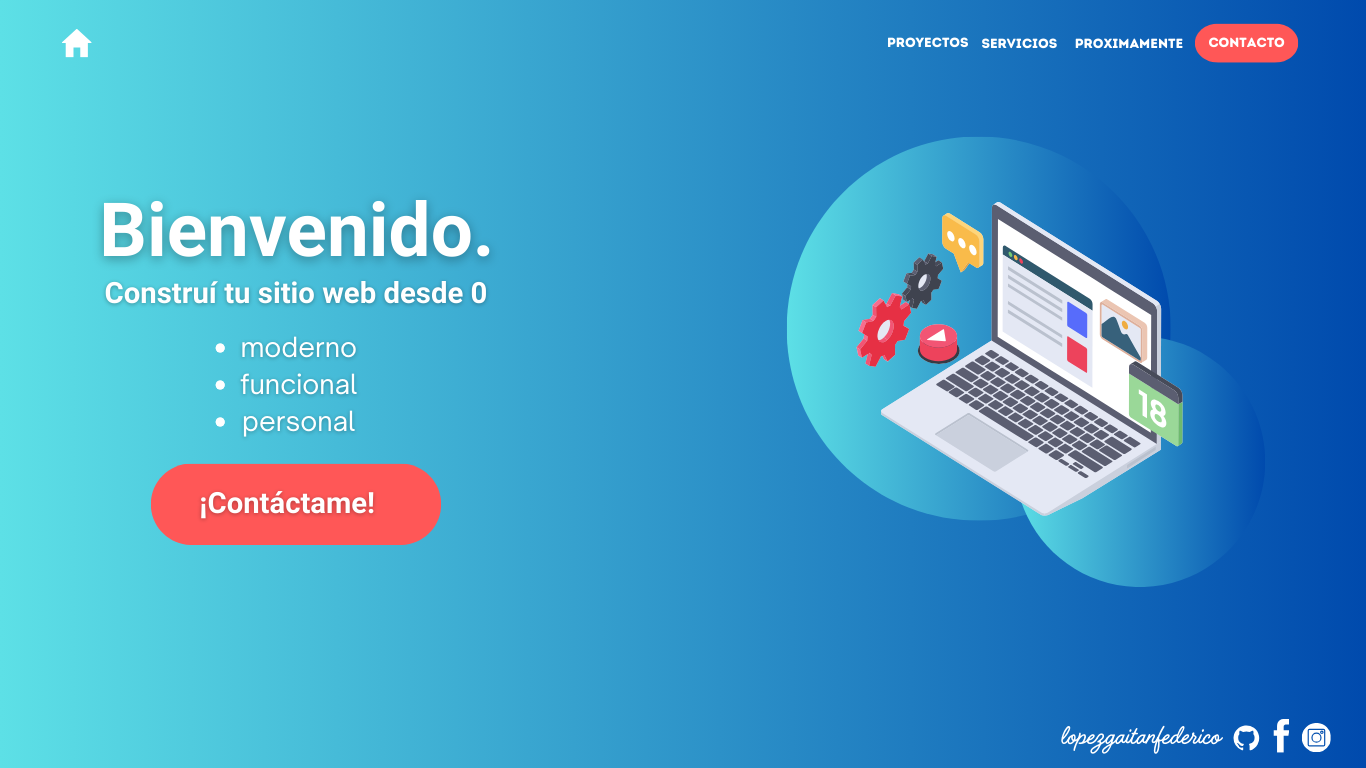 PROYECTOS SERVICIOS PROXIMAMENTE CONTACTO
Bienvenido.
Construí tu sitio web desde 0
• moderno
• funcional
• personal
¡Contáctame!
18
lopezgaitanfederico